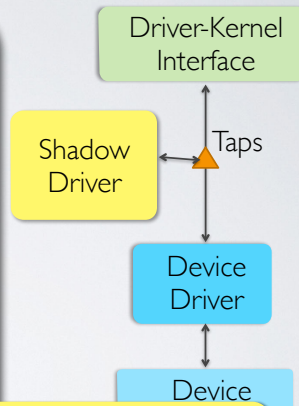 Driver-Kernel
Interface
Taps
Shadow
Driver
Device
Driver
Device